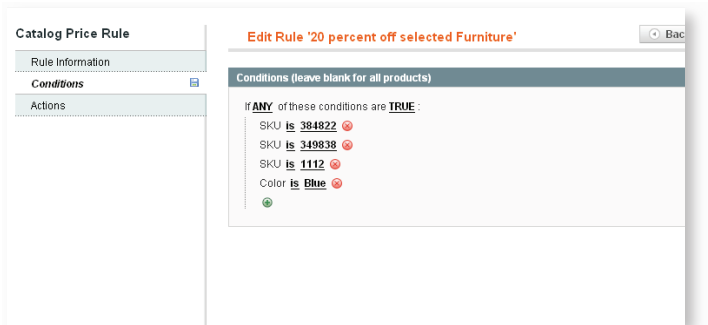 Catalog Price Rule
Rule Information
Conditions
Actions
Edit Rule '20 percent off selected Furniture'
Conditions (leave blank for all products)
If ANY of these conditions are TRUE :
SKU is 384822
SKU is 349838
SKU is 1112
Color is Blue